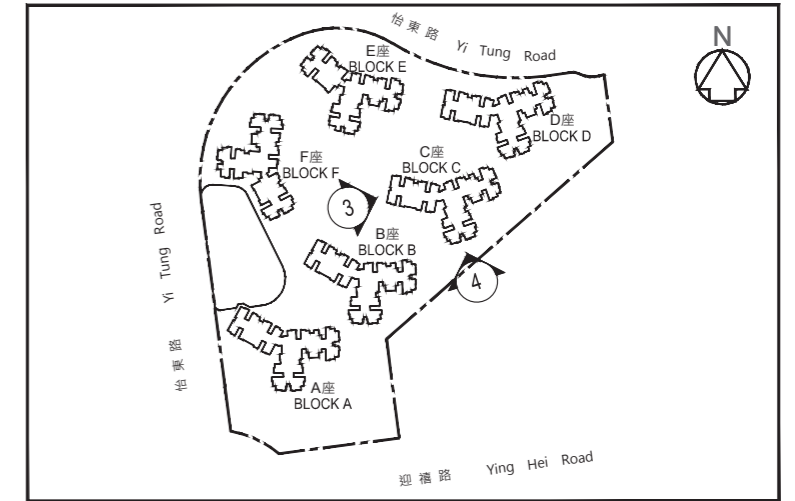 怡東路 Yi Tung Road
N
E座
BLOCK E
D座
BLOCK D
C座
BLOCK C
F座
BLOCK F
3
B座
BLOCK B
4
怡東路 Yi Tung Road
A座
BLOCK A
迎禧路 Ying Hei Road